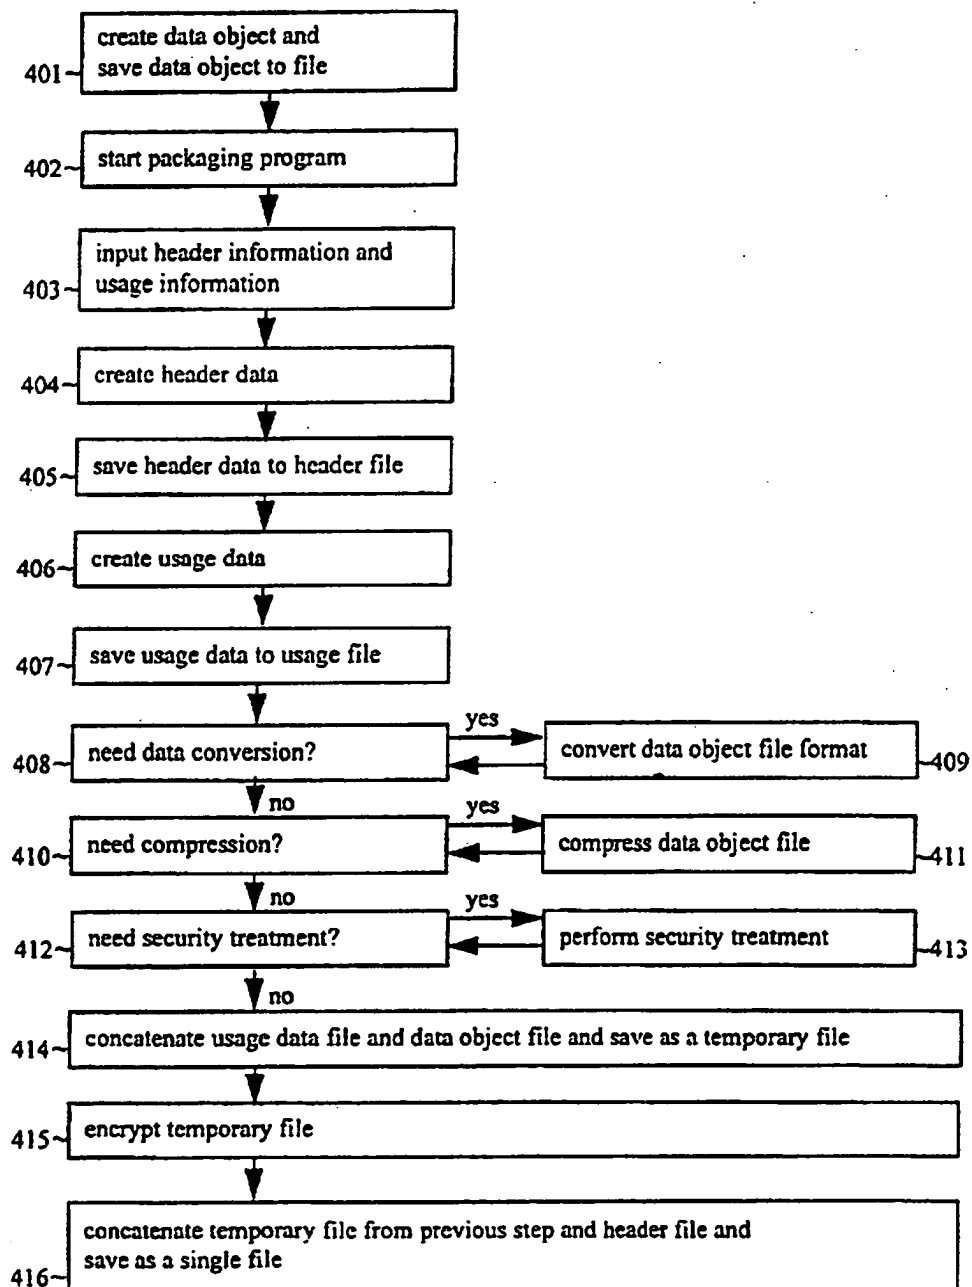 create data object and
save data object to file
401~
start packaging program
402~
input header information and
usage information
403~
create header data
404~
save header data to header file
405~
create usage data
406~
save usage data to usage file
407~
yes
need data conversion?
convert data object file format
408~
~409
no
yes
need compression?
compress data object file
410~
~411
no
yes
need security treatment?
perform security treatment
412~
~413
no
concatenate usage data file and data object file and save as a temporary file
414~
encrypt temporary file
415~
concatenate temporary file from previous step and header file and
save as a single file
416~